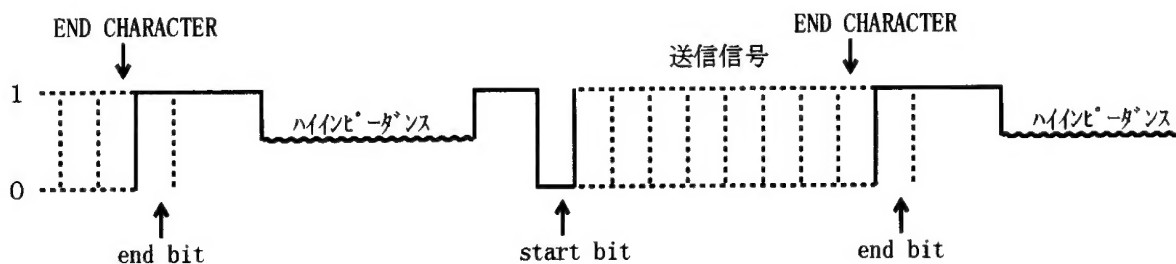 END CHARACTER
END CHARACTER
送信信号
1
ハイインピーダンス
ハイインピーダンス
0
end bit
start bit
end bit